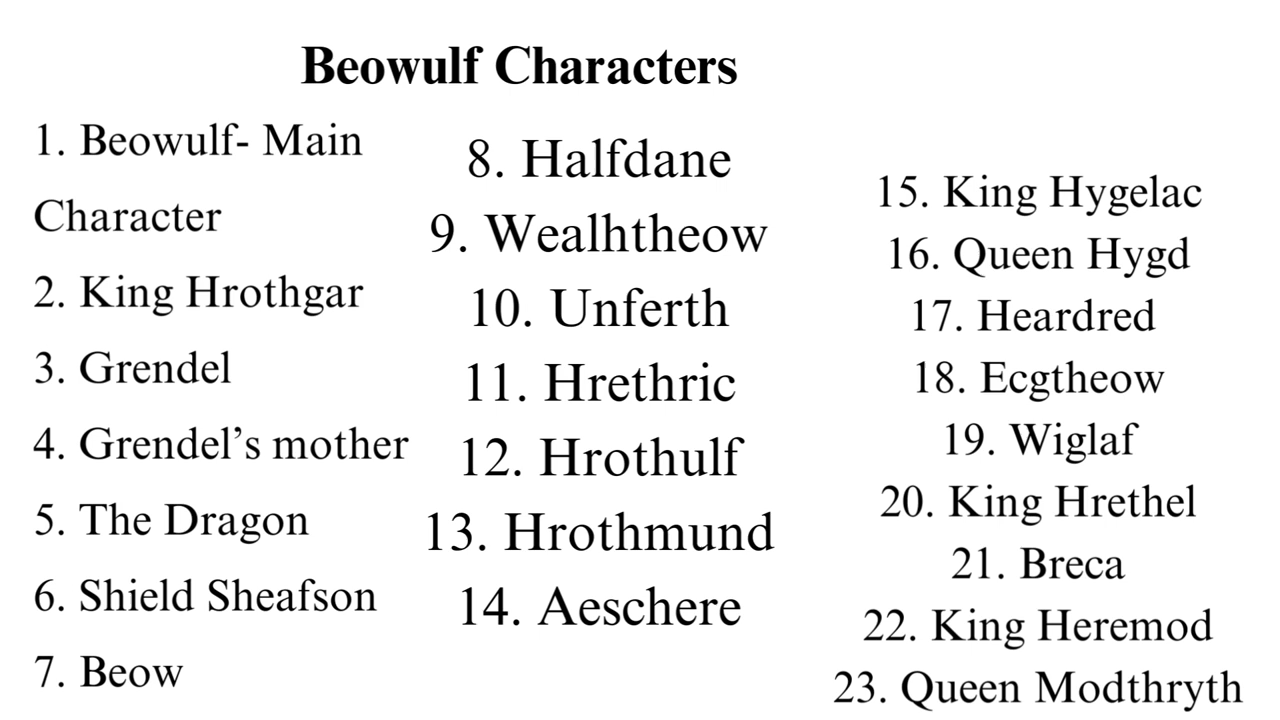 Beowulf Characters
1. Beowulf- Main
Character
2. King Hrothgar
3. Grendel
4. Grendel’s mother
5. The Dragon
6. Shield Sheafson
7. Beow
8. Halfdane
9. Wealhtheow
10. Unferth
11. Hrethric
12. Hrothulf
13. Hrothmund
14. Aeschere
15. King Hygelac
16. Queen Hygd
17. Heardred
18. Ecgtheow
19. Wiglaf
20. King Hrethel
21. Breca
22. King Heremod
23. Queen Modthryth